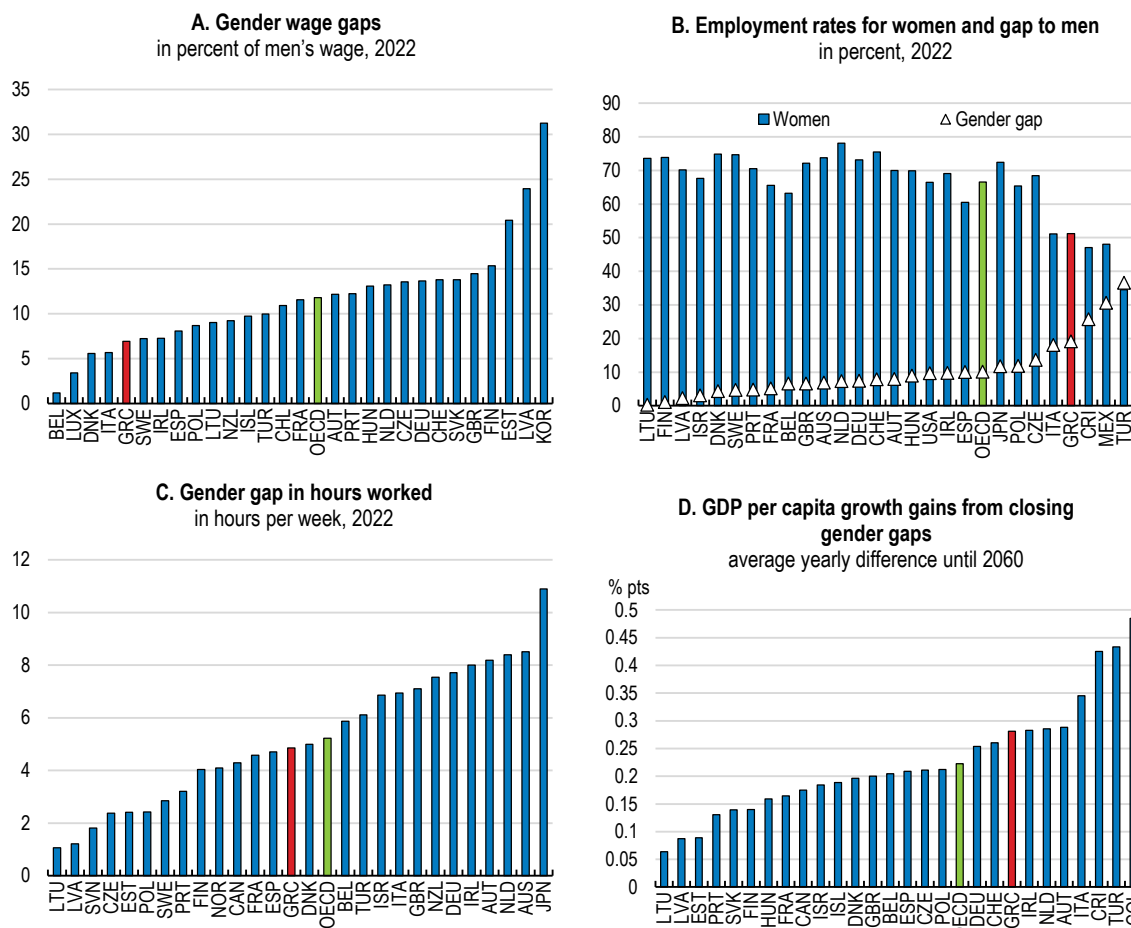 A. Gender wage gaps
in percent of men's wage, 2022
35
30
25
20
15
10
5
0
BEL
LUX
DNK
ITA
GRC
SWE
IRL
ESP
POL
LTU
NZL
ISL
TUR
CHL
FRA
OECD
AUT
PRT
HUN
NLD
CZE
DEU
CHE
SVK
GBR
FIN
EST
LVA
KOR
B. Employment rates for women and gap to men
in percent, 2022
Women
Gender gap
90
80
70
60
50
40
30
20
10
0
LTU
FIN
LVA
ISR
DNK
SWE
PRT
FRA
BEL
GBR
AUS
NLD
DEU
CHE
AUT
HUN
USA
IRL
ESP
OECD
JPN
POL
CZE
ITA
GRC
CRI
MEX
TUR
C. Gender gap in hours worked
in hours per week, 2022
12
10
8
6
4
2
0
LTU
LVA
SVN
CZE
EST
POL
SWE
PRT
FIN
NOR
CAN
FRA
ESP
GRC
DNK
OECD
BEL
TUR
ISR
ITA
GBR
NZL
DEU
IRL
AUT
NLD
AUS
JPN
D. GDP per capita growth gains from closing
gender gaps
average yearly difference until 2060
% pts
0.5
0.45
0.4
0.35
0.3
0.25
0.2
0.15
0.1
0.05
0
LTU
LVA
EST
PRT
SVK
FIN
HUN
FRA
CAN
ISR
ISL
DNK
GBR
BEL
ESP
CZE
POL
OECD
DEU
CHE
GRC
IRL
NLD
AUT
ITA
CRI
TUR